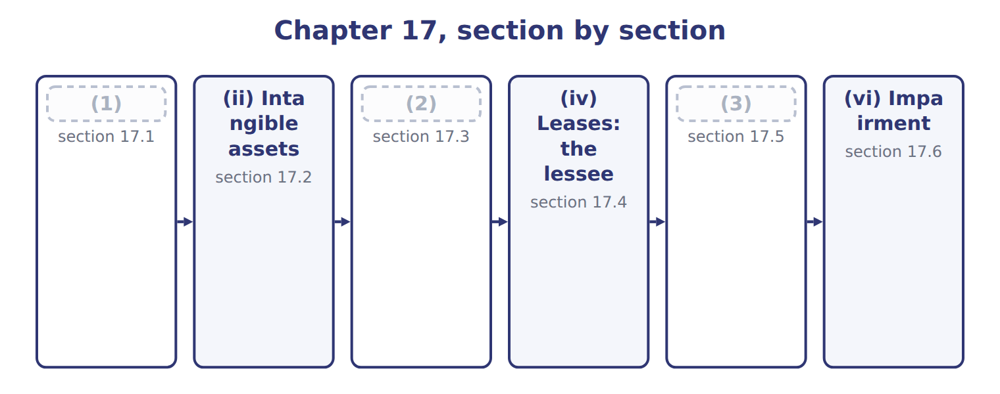 Chapter 17, section by section
(1)
section 17.1
(ii) Inta
ngible
assets
section 17.2
(2)
section 17.3
(iv)
Leases:
the
lessee
section 17.4
(3)
section 17.5
(vi) Impa
irment
section 17.6